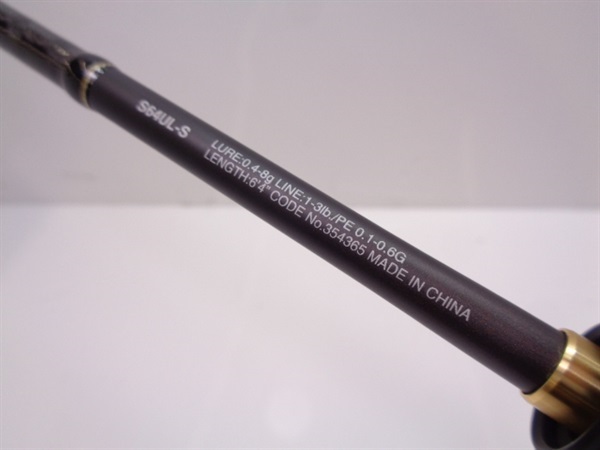 S64UL-S
LURE:0.4-8g LINE:1-3lb./PE 0.1-0.6G
LENGTH:6'4" CODE No.354365 MADE IN CHINA